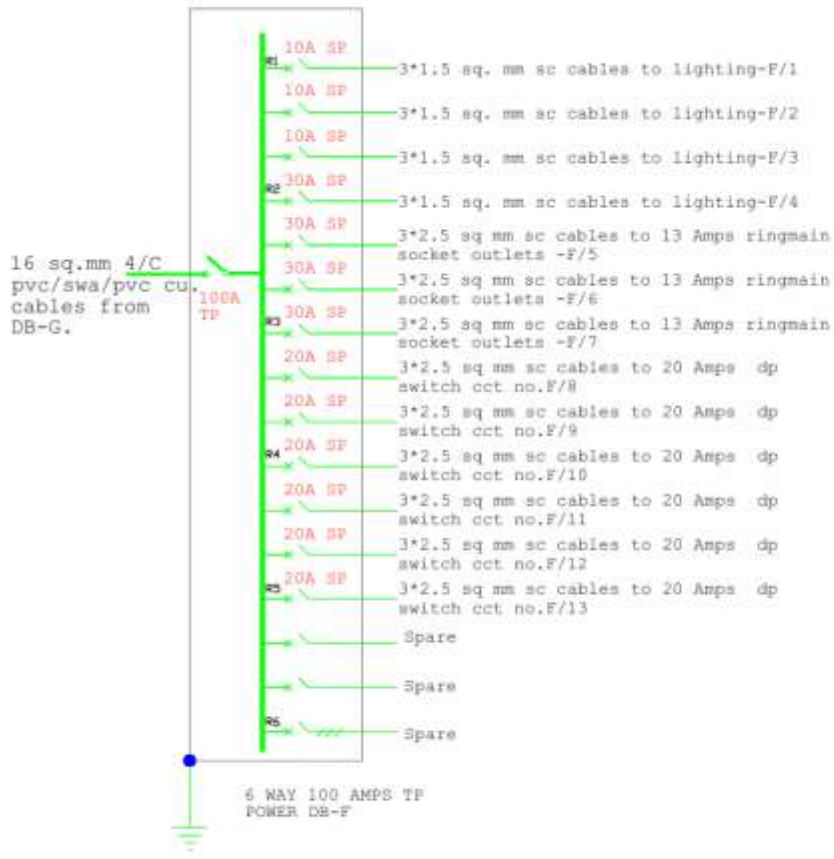 10A SP
R1
3*1.5 sq. mm sc cables to lighting-F/1
10A SP
3*1.5 sq. mm sc cables to lighting-F/2
10A SP
3*1.5 sq. mm sc cables to lighting-F/3
30A SP
R2
3*1.5 sq. mm sc cables to lighting-F/4
30A SP
3*2.5 sq mm sc cables to 13 Amps ringmain
socket outlets -F/5
16 sq.mm 4/C
pvc/swa/pvc cu.
cables from
DB-G.
100A
TP
30A SP
3*2.5 sq mm sc cables to 13 Amps ringmain
socket outlets -F/6
30A SP
R3
3*2.5 sq mm sc cables to 13 Amps ringmain
socket outlets -F/7
20A SP
3*2.5 sq mm sc cables to 20 Amps dp
switch cct no.F/8
20A SP
3*2.5 sq mm sc cables to 20 Amps dp
switch cct no.F/9
20A SP
R4
3*2.5 sq mm sc cables to 20 Amps dp
switch cct no.F/10
20A SP
3*2.5 sq mm sc cables to 20 Amps dp
switch cct no.F/11
20A SP
3*2.5 sq mm sc cables to 20 Amps dp
switch cct no.F/12
20A SP
R5
3*2.5 sq mm sc cables to 20 Amps dp
switch cct no.F/13
Spare
Spare
R6
Spare
6 WAY 100 AMPS TP
POWER DB-F